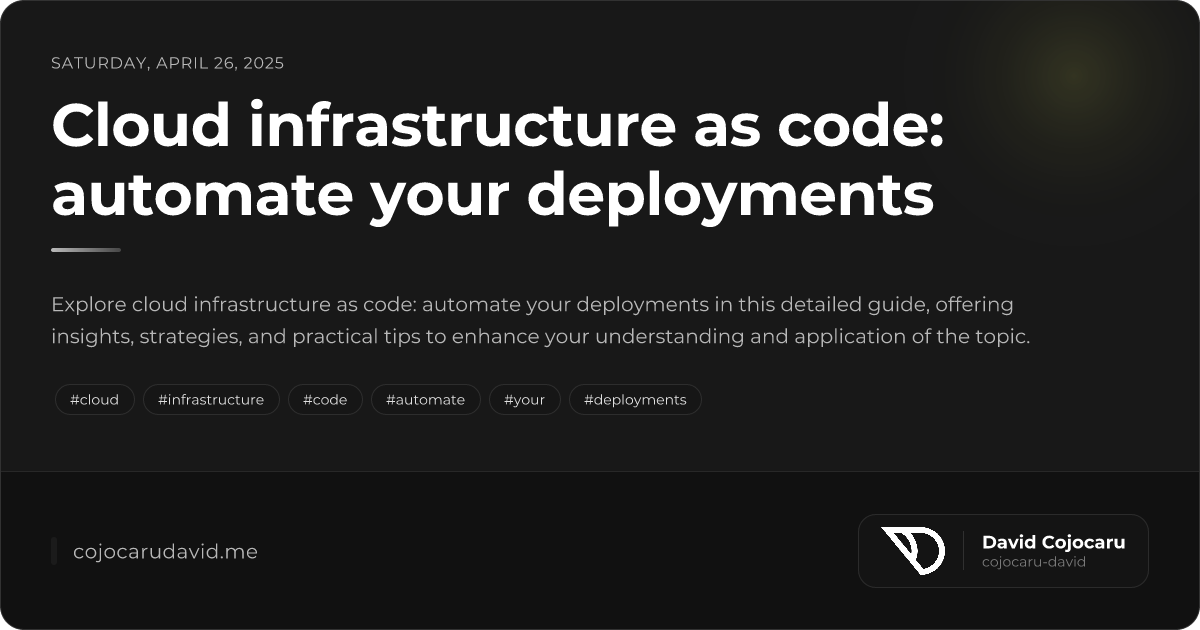 SATURDAY, APRIL 26, 2025
Cloud infrastructure as code:
automate your deployments
Explore cloud infrastructure as code: automate your deployments in this detailed guide, offering
insights, strategies, and practical tips to enhance your understanding and application of the topic.
#cloud #infrastructure #code #automate #your #deployments
cojocarudavid.me
David Cojocaru
cojocaru-david